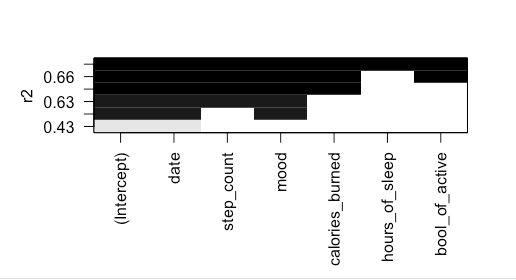 r2
0.66
0.63
0.43
(Intercept)
date
step_count
mood
calories_burned
hours_of_sleep
bool_of_active